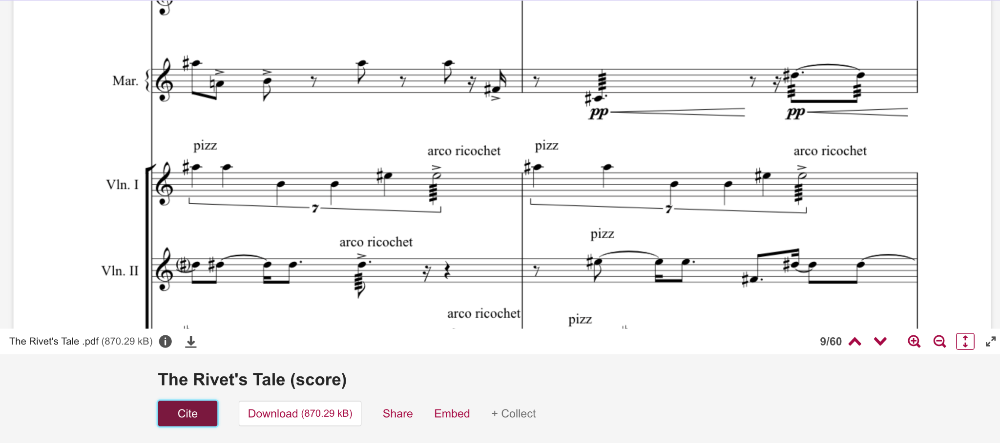 Mar.
pp pp
pizz arco ricochet pizz arco ricochet
Vln. I
7 7
pizz
arco ricochet
Vln. II
arco ricochet pizz
The Rivet's Tale .pdf (870.29 kB) 9/60
The Rivet's Tale (score)
Cite Download (870.29 kB) Share Embed + Collect